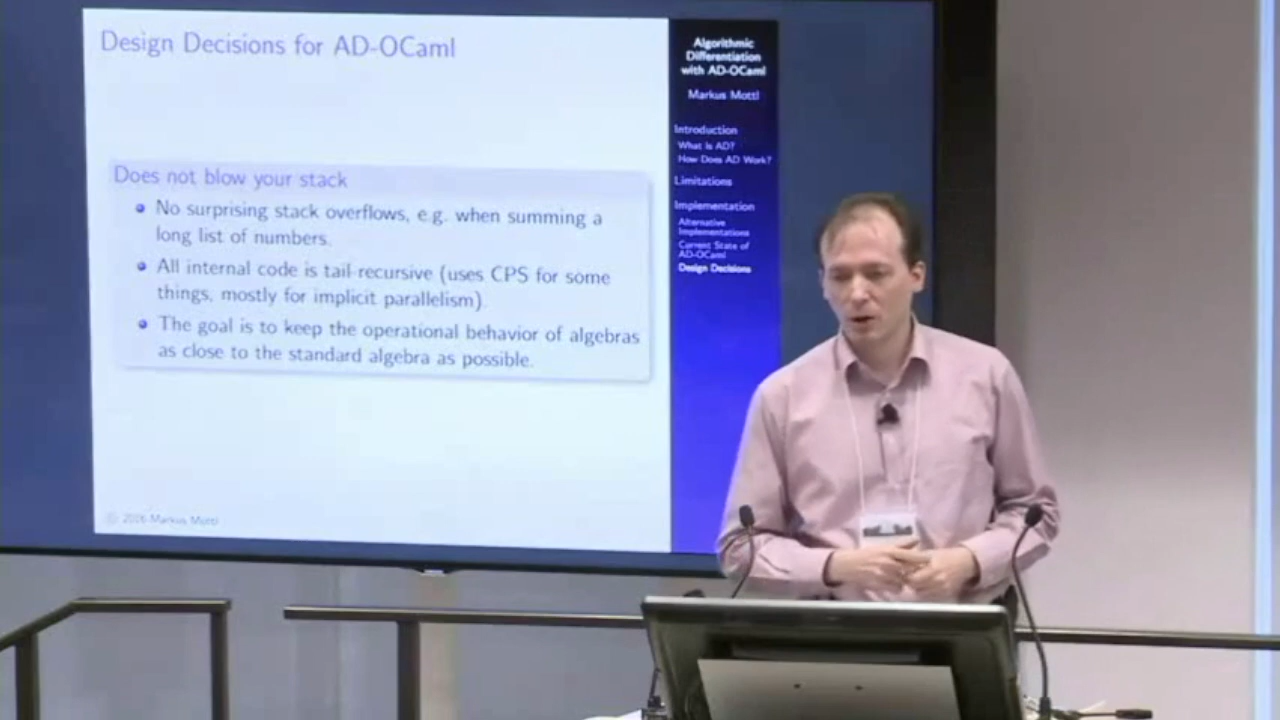 Design Decisions for AD-OCaml
Does not blow your stack
No surprising stack overflows, e.g. when summing a
long list of numbers.
All internal code is tail-recursive (uses CPS for some
things, mostly for implicit parallelism).
The goal is to keep the operational behavior of algebras
as close to the standard algebra as possible.
© 2016 Markus Mottl
Algorithmic
Differentiation
with AD-OCaml
Markus Mottl
Introduction
What is AD?
How Does AD Work?
Limitations
Implementation
Alternative
Implementations
Current State of
AD-OCaml
Design Decisions